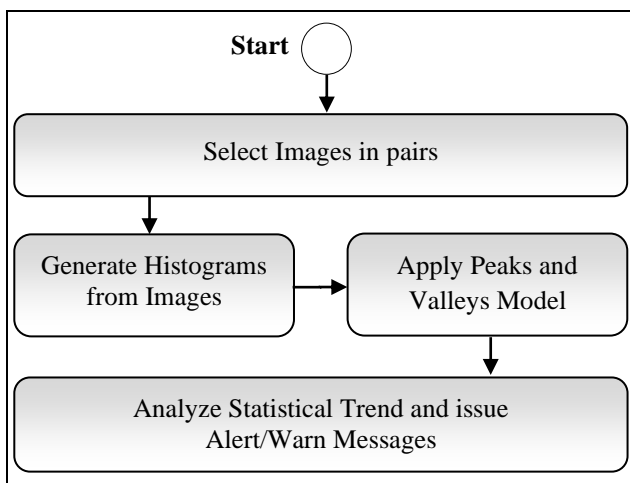 Start
Select Images in pairs
Generate Histograms
from Images
Apply Peaks and
Valleys Model
Analyze Statistical Trend and issue
Alert/Warn Messages